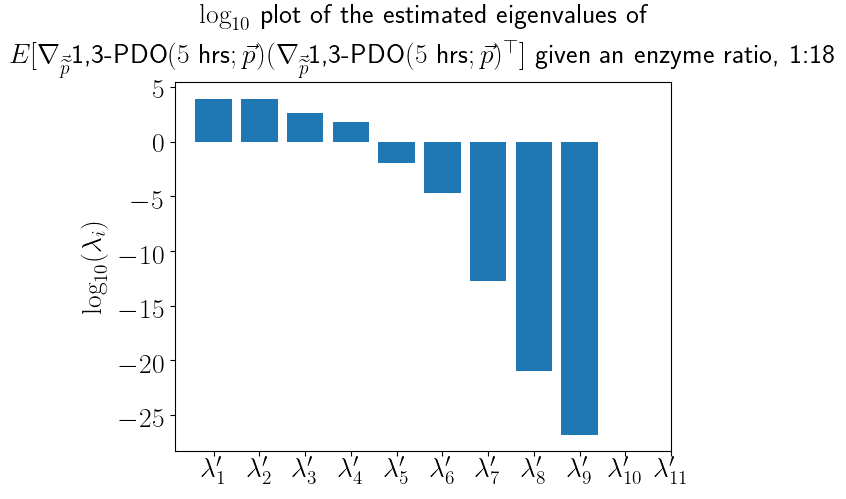 log₁₀ plot of the estimated eigenvalues of
E[∇_{p̃⃗}1,3-PDO(5 hrs; p⃗)(∇_{p̃⃗}1,3-PDO(5 hrs; p⃗)^⊤] given an enzyme ratio, 1:18
5
0
−5
−10
−15
−20
−25
log₁₀(λᵢ)
λ′₁ λ′₂ λ′₃ λ′₄ λ′₅ λ′₆ λ′₇ λ′₈ λ′₉ λ′₁₀ λ′₁₁